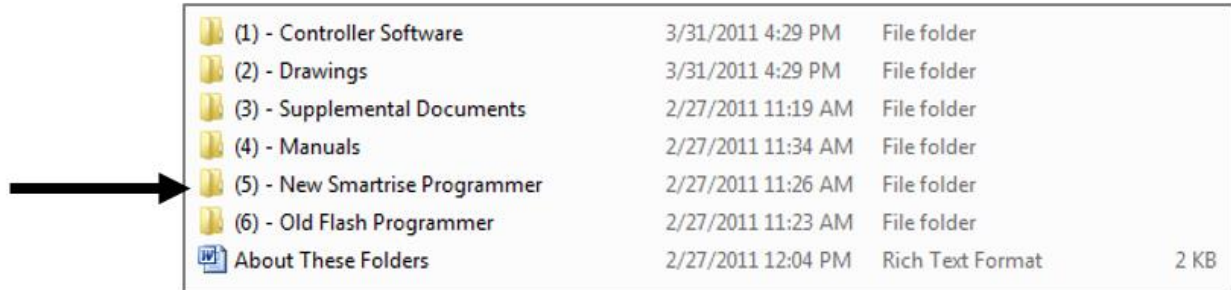 (1) - Controller Software 3/31/2011 4:29 PM File folder
(2) - Drawings 3/31/2011 4:29 PM File folder
(3) - Supplemental Documents 2/27/2011 11:19 AM File folder
(4) - Manuals 2/27/2011 11:34 AM File folder
(5) - New Smartrise Programmer 2/27/2011 11:26 AM File folder
(6) - Old Flash Programmer 2/27/2011 11:23 AM File folder
About These Folders 2/27/2011 12:04 PM Rich Text Format 2 KB